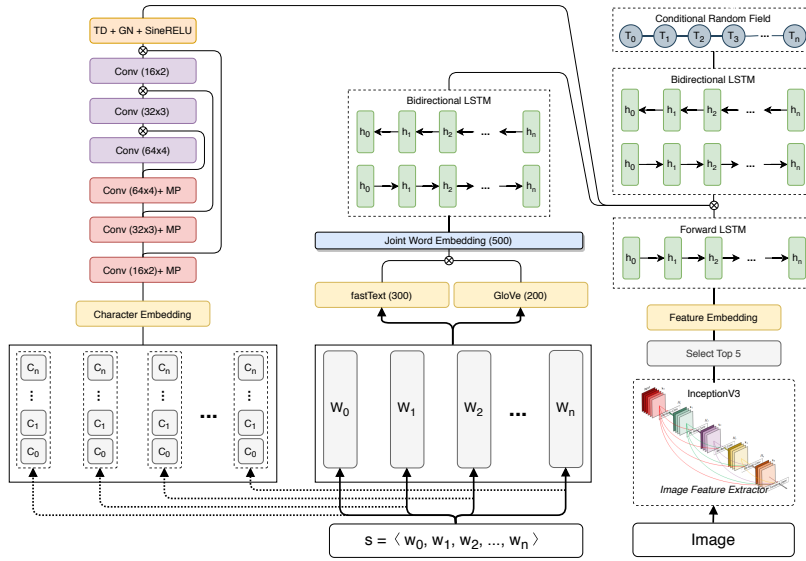 TD + GN + SineRELU
Conv (16x2)
Conv (32x3)
Conv (64x4)
Conv (64x4)+ MP
Conv (32x3)+ MP
Conv (16x2)+ MP
Character Embedding
Cn Cn Cn Cn
⋮ ⋮ ⋮ ⋮
...
C1 C1 C1 C1
C0 C0 C0 C0
Bidirectional LSTM
h0 h1 h2 ... hn
h0 h1 h2 ... hn
Joint Word Embedding (500)
fastText (300)
GloVe (200)
W0 W1 W2 ... Wn
s = ⟨ w0, w1, w2, ..., wn ⟩
Conditional Random Field
T0 T1 T2 T3 ... Tn
Bidirectional LSTM
h0 h1 h2 ... hn
h0 h1 h2 ... hn
Forward LSTM
h0 h1 h2 ... hn
Feature Embedding
Select Top 5
InceptionV3
Image Feature Extractor
Image